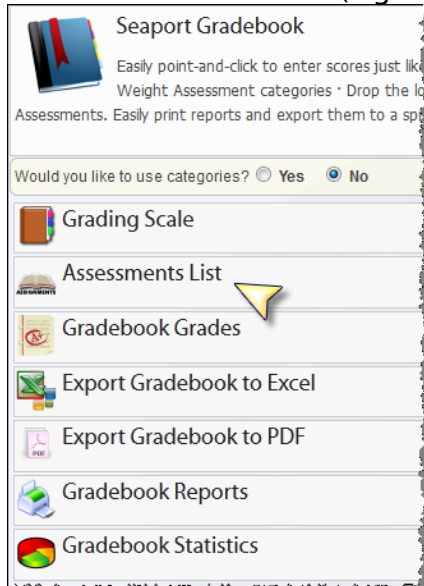 Seaport Gradebook
Easily point-and-click to enter scores just like
Weight Assessment categories · Drop the lo
Assessments. Easily print reports and export them to a sp
Would you like to use categories? Yes No
Grading Scale
ASSIGNMENTS
Assessments List
A+
Gradebook Grades
Export Gradebook to Excel
PDF
Export Gradebook to PDF
Gradebook Reports
Gradebook Statistics